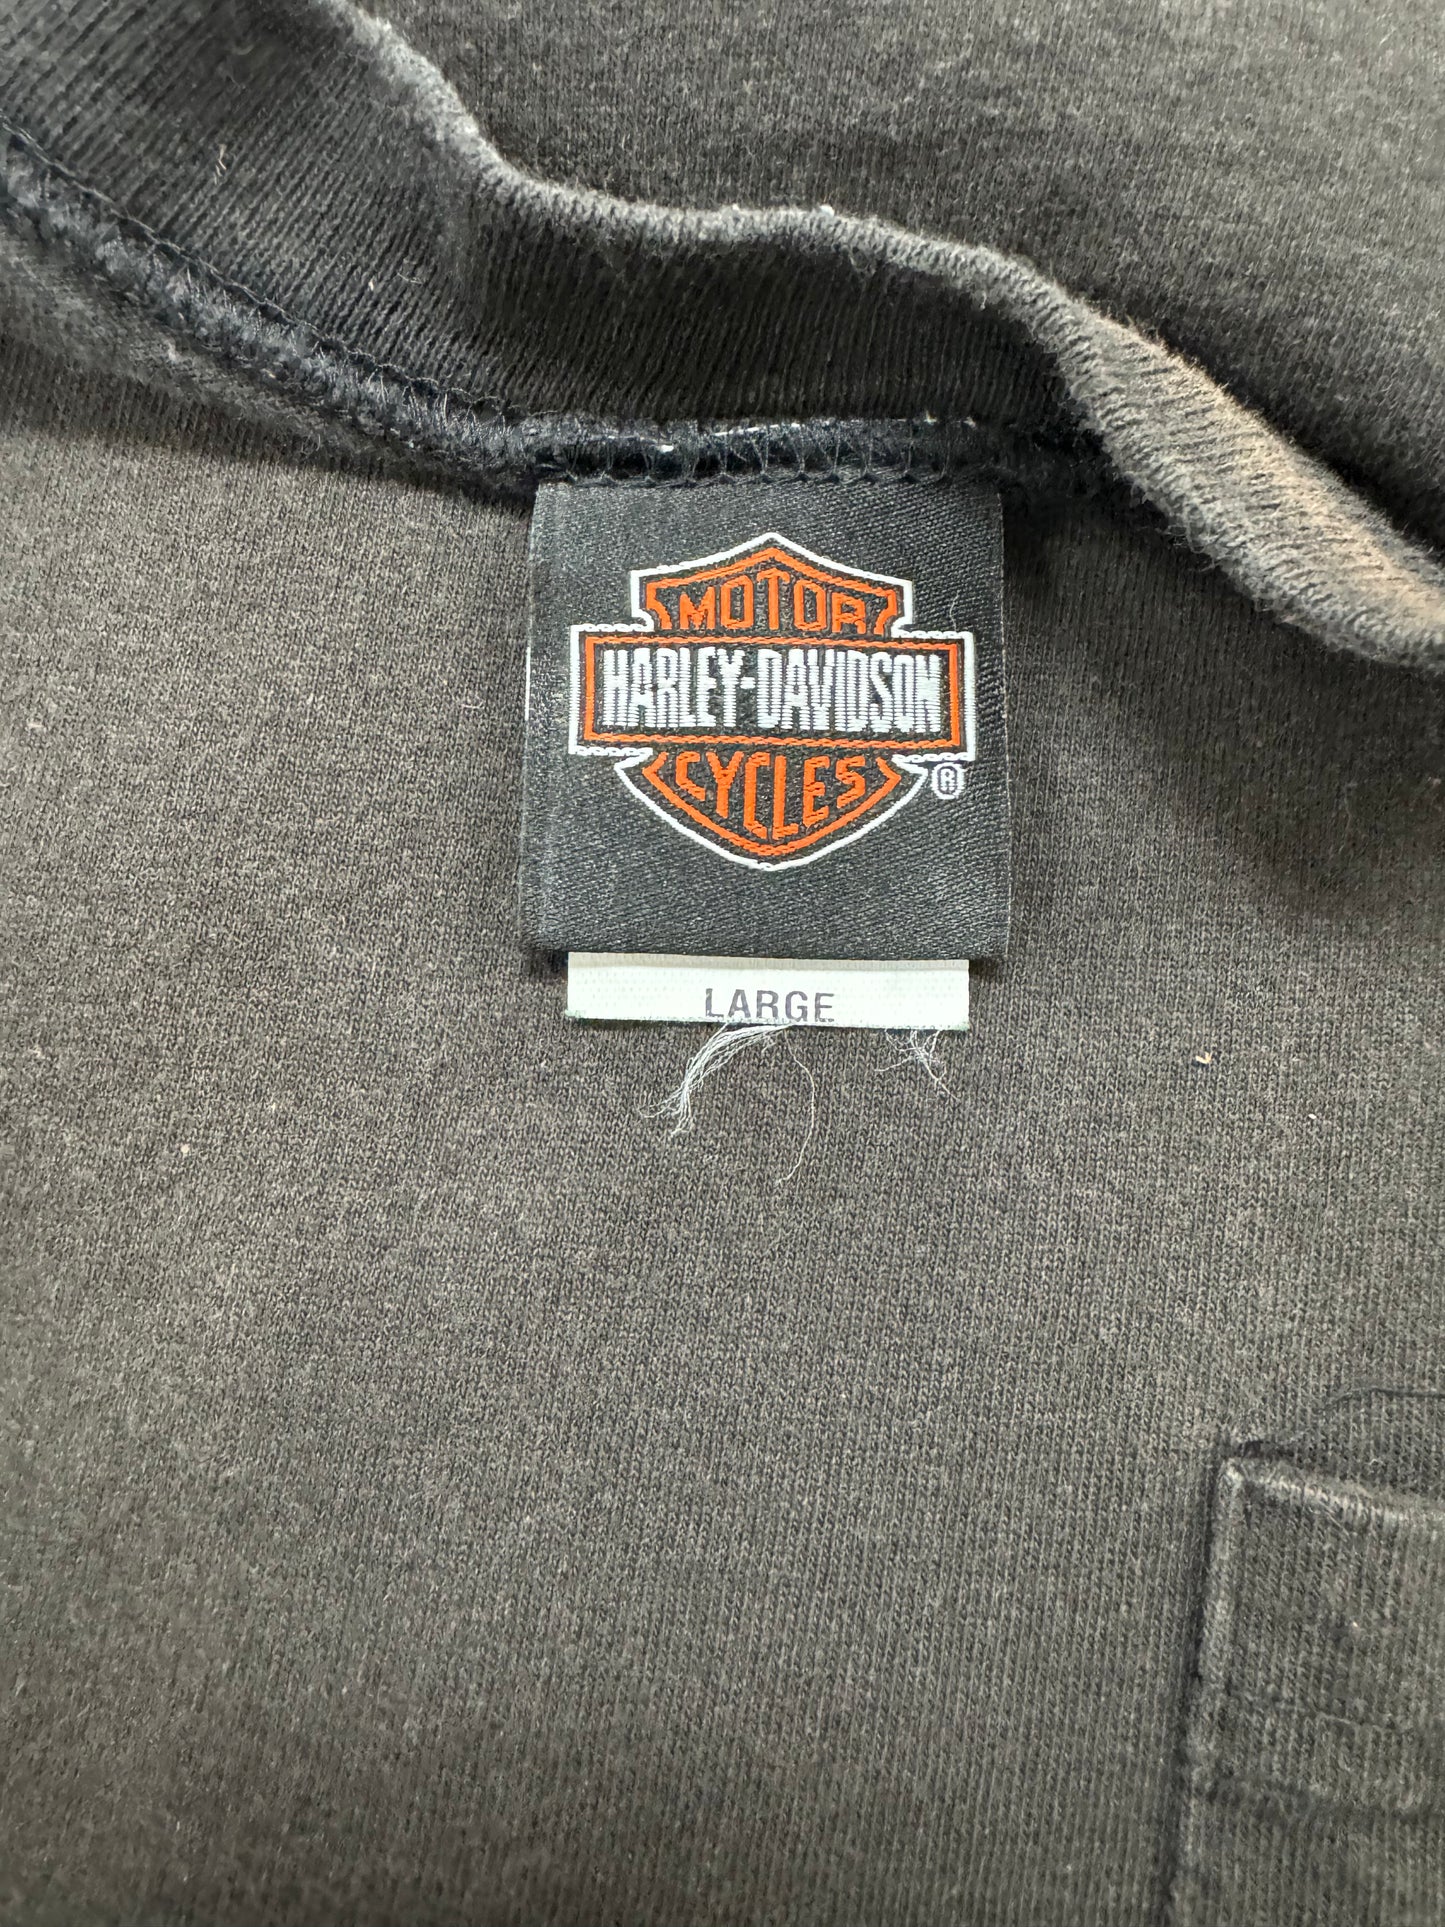 MOTOR
HARLEY-DAVIDSON
CYCLES
®
LARGE